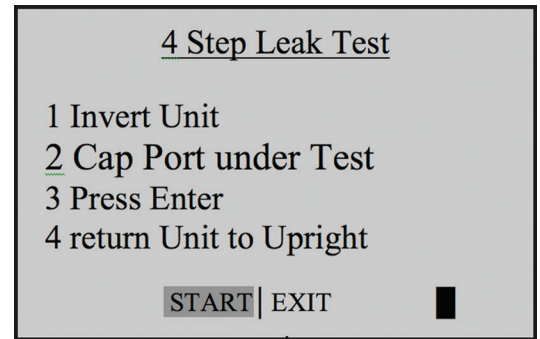 4 Step Leak Test
1 Invert Unit
2 Cap Port under Test
3 Press Enter
4 return Unit to Upright
START| EXIT